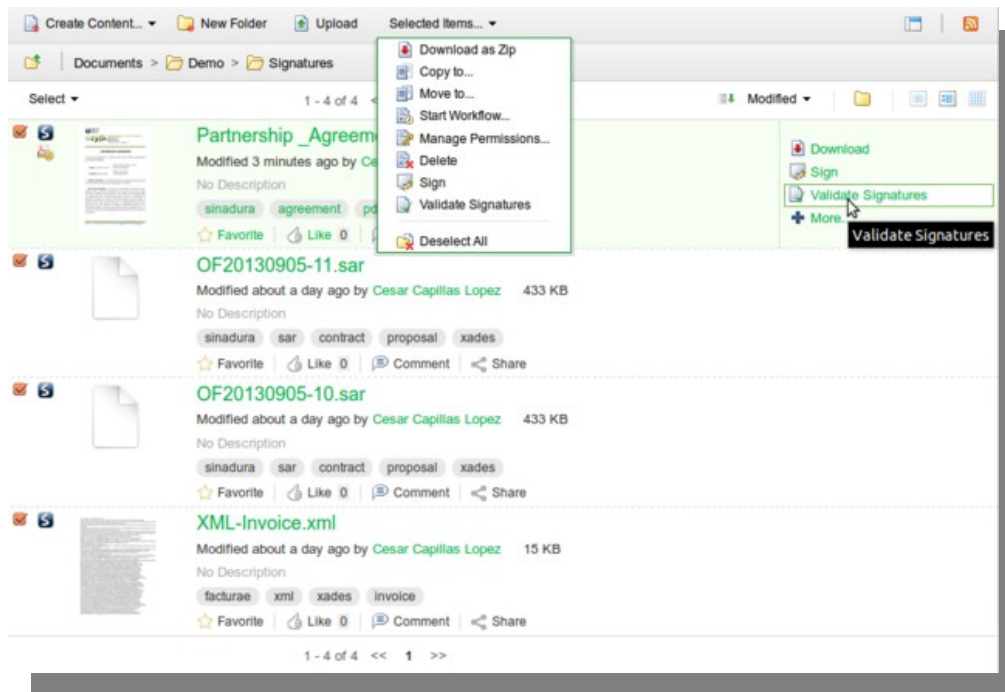 Create Content... New Folder Upload Selected Items...
Documents > Demo > Signatures
Download as Zip
Copy to...
Move to...
Start Workflow...
Manage Permissions...
Delete
Sign
Validate Signatures
Deselect All
Select 1 - 4 of 4 < Modified
Partnership _Agreem
Modified 3 minutes ago by Ce
No Description
sinadura agreement pd
Favorite Like 0
Download
Sign
Validate Signatures
More.
Validate Signatures
OF20130905-11.sar
Modified about a day ago by Cesar Capillas Lopez 433 KB
No Description
sinadura sar contract proposal xades
Favorite Like 0 Comment Share
OF20130905-10.sar
Modified about a day ago by Cesar Capillas Lopez 433 KB
No Description
sinadura sar contract proposal xades
Favorite Like 0 Comment Share
XML-Invoice.xml
Modified about a day ago by Cesar Capillas Lopez 15 KB
No Description
facturae xml xades invoice
Favorite Like 0 Comment Share
1 - 4 of 4 << 1 >>